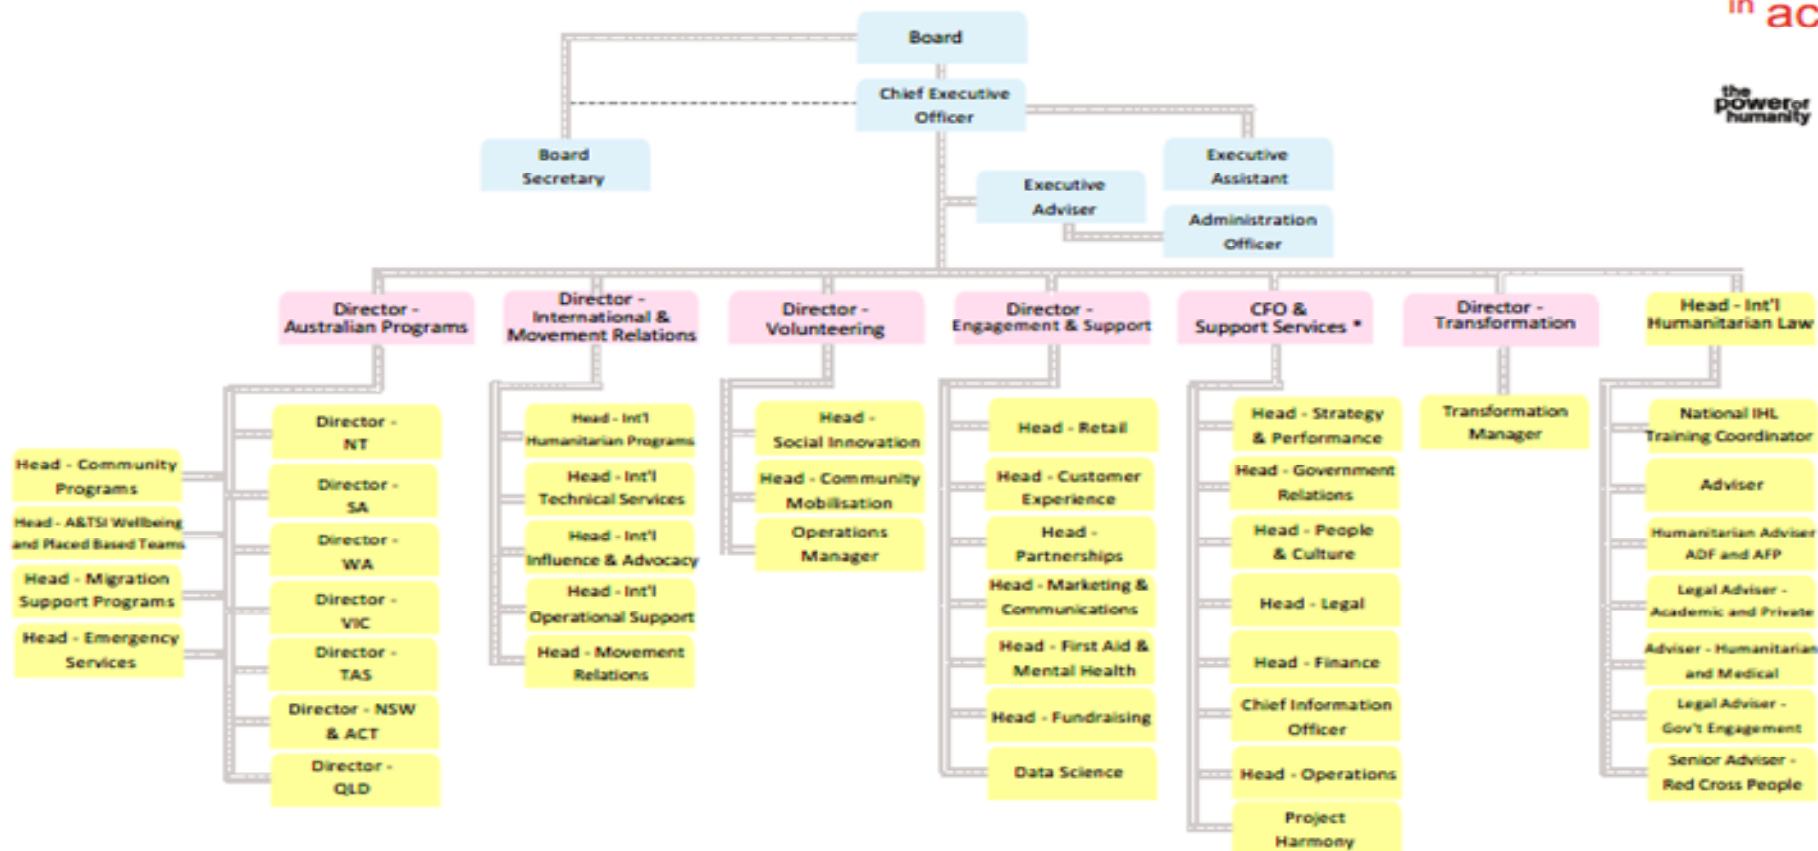 in ac
the
power of
humanity
Board
Chief Executive
Officer
Board
Secretary
Executive
Assistant
Executive
Adviser
Administration
Officer
Director -
Australian Programs
Director -
International &
Movement Relations
Director -
Volunteering
Director -
Engagement & Support
CFO &
Support Services *
Director -
Transformation
Head - Int'l
Humanitarian Law
Head - Community
Programs
Head - A&TSI Wellbeing
and Placed Based Teams
Head - Migration
Support Programs
Head - Emergency
Services
Director -
NT
Director -
SA
Director -
WA
Director -
VIC
Director -
TAS
Director - NSW
& ACT
Director -
QLD
Head - Int'l
Humanitarian Programs
Head - Int'l
Technical Services
Head - Int'l
Influence & Advocacy
Head - Int'l
Operational Support
Head - Movement
Relations
Head -
Social Innovation
Head - Community
Mobilisation
Operations
Manager
Head - Retail
Head - Customer
Experience
Head -
Partnerships
Head - Marketing &
Communications
Head - First Aid &
Mental Health
Head - Fundraising
Data Science
Head - Strategy
& Performance
Head - Government
Relations
Head - People
& Culture
Head - Legal
Head - Finance
Chief Information
Officer
Head - Operations
Project
Harmony
Transformation
Manager
National IHL
Training Coordinator
Adviser
Humanitarian Adviser
ADF and AFP
Legal Adviser -
Academic and Private
Adviser - Humanitarian
and Medical
Legal Adviser -
Gov't Engagement
Senior Adviser -
Red Cross People